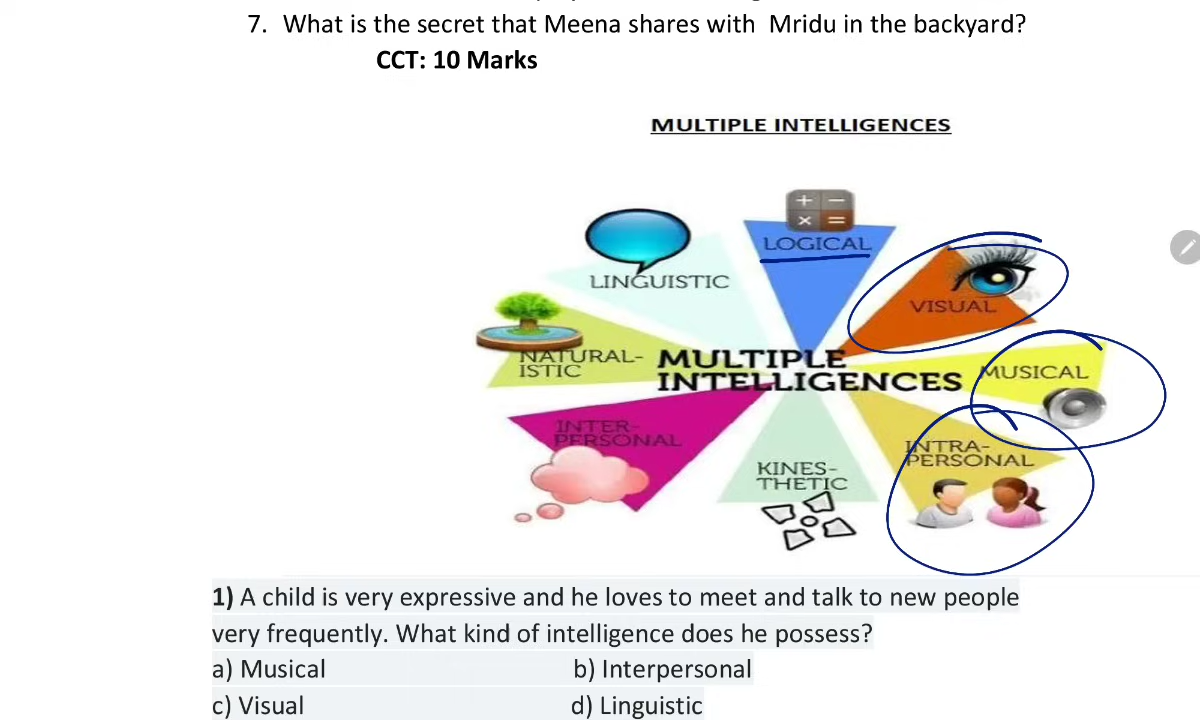 7. What is the secret that Meena shares with Mridu in the backyard?
CCT: 10 Marks
MULTIPLE INTELLIGENCES
LOGICAL
LINGUISTIC
VISUAL
NATURAL-
ISTIC
MULTIPLE
INTELLIGENCES
MUSICAL
INTER-
PERSONAL
INTRA-
PERSONAL
KINES-
THETIC
1) A child is very expressive and he loves to meet and talk to new people
very frequently. What kind of intelligence does he possess?
a) Musical b) Interpersonal
c) Visual d) Linguistic